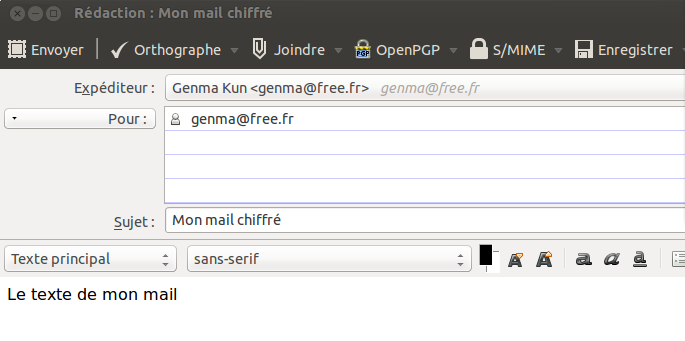 Rédaction : Mon mail chiffré
Envoyer Orthographe Joindre OpenPGP S/MIME Enregistrer
Expéditeur : Genma Kun <genma@free.fr> genma@free.fr
Pour : genma@free.fr
Sujet : Mon mail chiffré
Texte principal sans-serif a a a
Le texte de mon mail